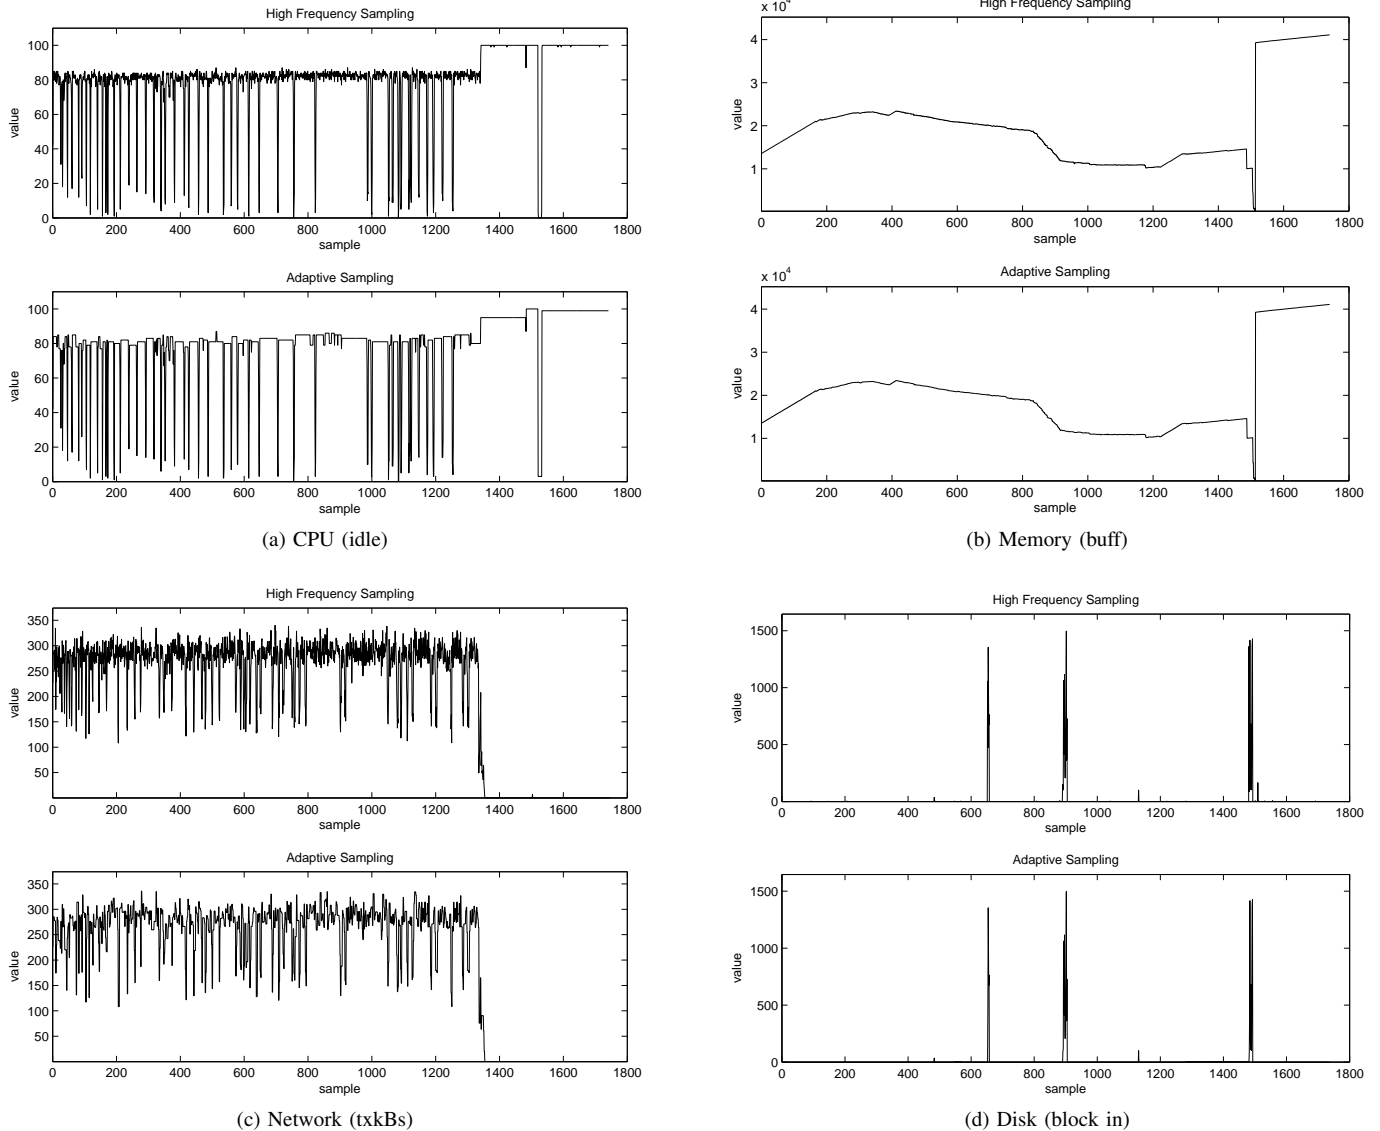 High Frequency Sampling
100
80
60
40
20
0
value
0 200 400 600 800 1000 1200 1400 1600 1800
sample
Adaptive Sampling
100
80
60
40
20
0
value
0 200 400 600 800 1000 1200 1400 1600 1800
sample
(a) CPU (idle)
High Frequency Sampling
x 10^4
4
3
2
1
value
0 200 400 600 800 1000 1200 1400 1600 1800
sample
Adaptive Sampling
x 10^4
4
3
2
1
value
0 200 400 600 800 1000 1200 1400 1600 1800
sample
(b) Memory (buff)
High Frequency Sampling
350
300
250
200
150
100
50
value
0 200 400 600 800 1000 1200 1400 1600 1800
sample
Adaptive Sampling
350
300
250
200
150
100
50
value
0 200 400 600 800 1000 1200 1400 1600 1800
sample
(c) Network (txkBs)
High Frequency Sampling
1500
1000
500
0
value
0 200 400 600 800 1000 1200 1400 1600 1800
sample
Adaptive Sampling
1500
1000
500
0
value
0 200 400 600 800 1000 1200 1400 1600 1800
sample
(d) Disk (block in)